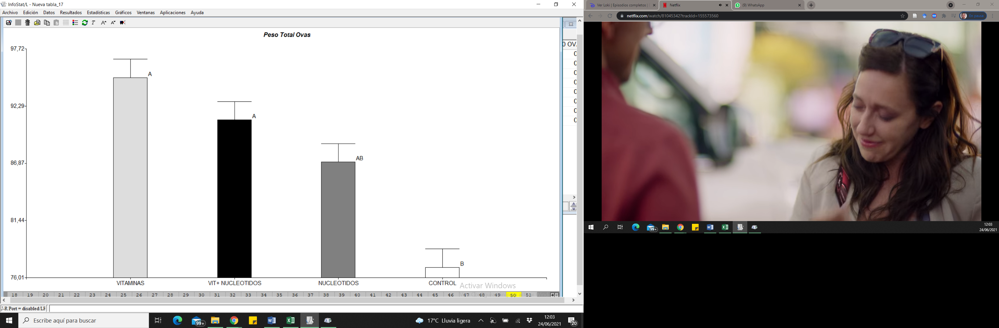 InfoStat/L - Nueva tabla_17
Archivo Edición Datos Resultados Estadísticas Gráficos Ventanas Aplicaciones Ayuda
Peso Total Ovas
97,72
92,29
86,87
81,44
76,01
A
A
AB
B
VITAMINAS VIT+ NUCLEOTIDOS NUCLEOTIDOS CONTROL
Activar Windows
18 19 20 21 22 23 24 25 26 27 28 29 30 31 32 33 34 35 36 37 38 39 40 41 42 43 44 45 46 47 48 49 50 51
Port = disabled/LF
0 OV.
Escribe aquí para buscar
99+
17°C Lluvia ligera
12:03
24/06/2021
20
Ver Loki | Episodios completos |
Netflix
(9) WhatsApp
netflix.com/watch/81045342?trackId=155573560
En pausa
99+
12:03
24/06/2021